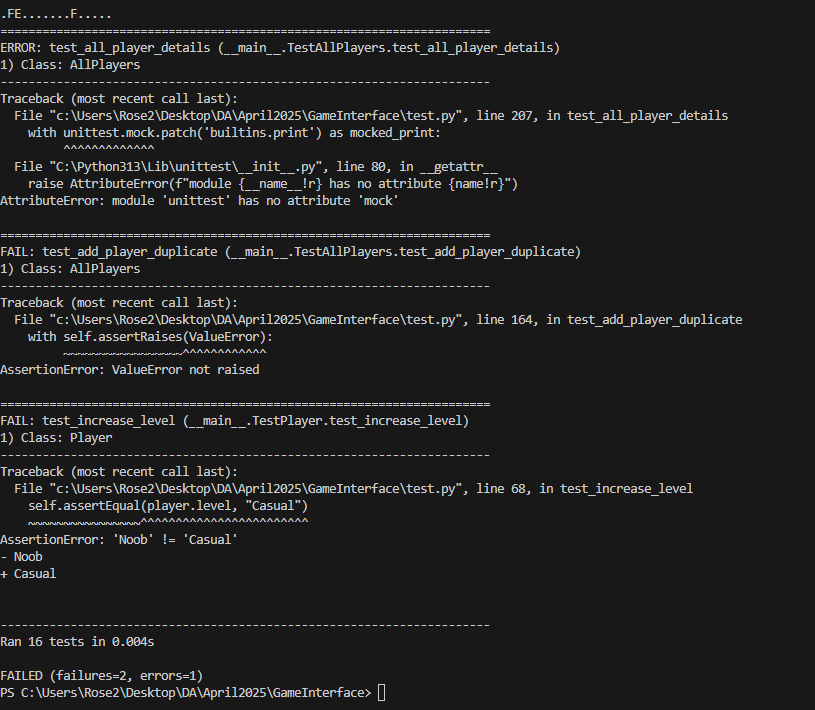 .FE.......F.....
======================================================================
ERROR: test_all_player_details (__main__.TestAllPlayers.test_all_player_details)
1) Class: AllPlayers
----------------------------------------------------------------------
Traceback (most recent call last):
  File "c:\Users\Rose2\Desktop\DA\April2025\GameInterface\test.py", line 207, in test_all_player_details
    with unittest.mock.patch('builtins.print') as mocked_print:
         ^^^^^^^^^^^^^
  File "C:\Python313\Lib\unittest\__init__.py", line 80, in __getattr__
    raise AttributeError(f"module {__name__!r} has no attribute {name!r}")
AttributeError: module 'unittest' has no attribute 'mock'

======================================================================
FAIL: test_add_player_duplicate (__main__.TestAllPlayers.test_add_player_duplicate)
1) Class: AllPlayers
----------------------------------------------------------------------
Traceback (most recent call last):
  File "c:\Users\Rose2\Desktop\DA\April2025\GameInterface\test.py", line 164, in test_add_player_duplicate
    with self.assertRaises(ValueError):
         ~~~~~~~~~~~~~~~~~^^^^^^^^^^^^
AssertionError: ValueError not raised

======================================================================
FAIL: test_increase_level (__main__.TestPlayer.test_increase_level)
1) Class: Player
----------------------------------------------------------------------
Traceback (most recent call last):
  File "c:\Users\Rose2\Desktop\DA\April2025\GameInterface\test.py", line 68, in test_increase_level
    self.assertEqual(player.level, "Casual")
    ~~~~~~~~~~~~~~~~^^^^^^^^^^^^^^^^^^^^^^^^
AssertionError: 'Noob' != 'Casual'
- Noob
+ Casual


----------------------------------------------------------------------
Ran 16 tests in 0.004s

FAILED (failures=2, errors=1)
PS C:\Users\Rose2\Desktop\DA\April2025\GameInterface>